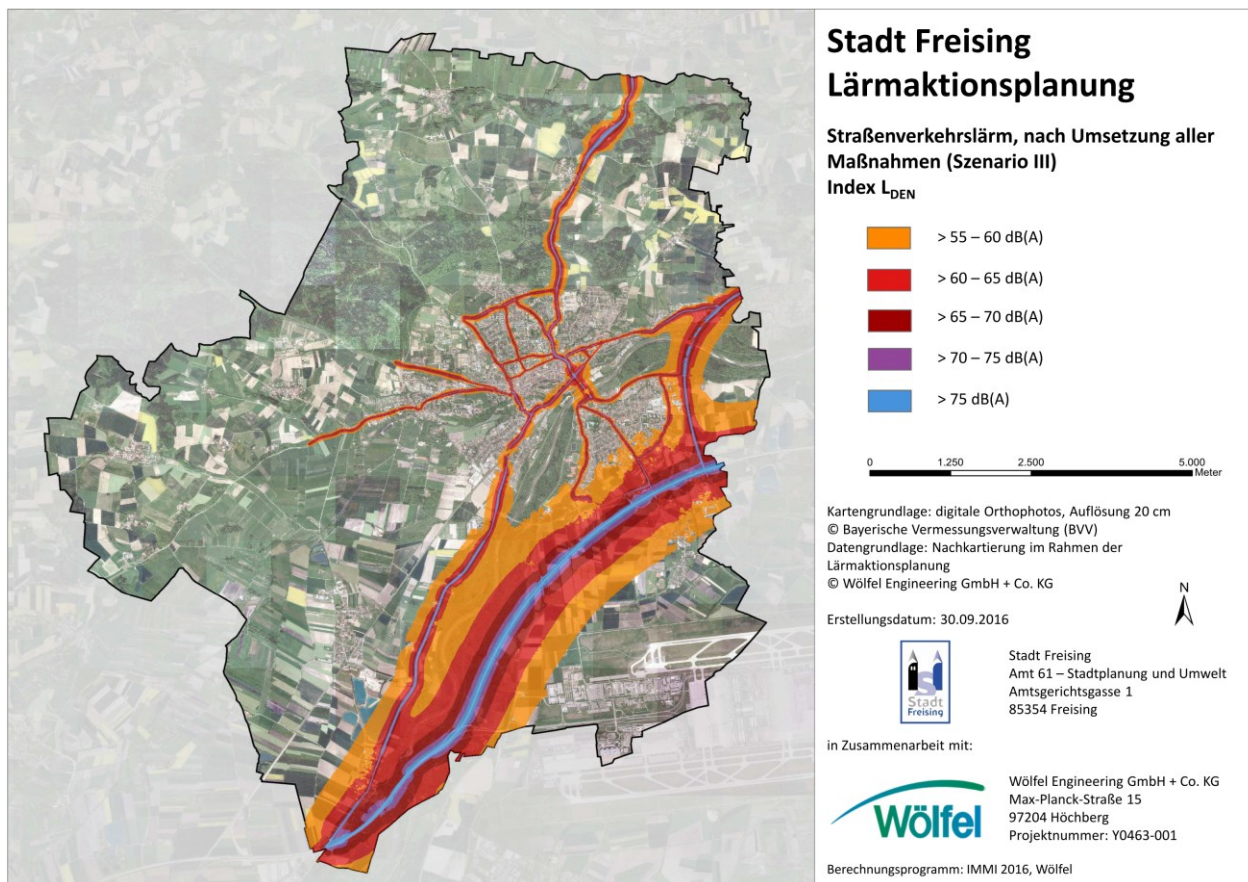 Stadt Freising
Lärmaktionsplanung
Straßenverkehrslärm, nach Umsetzung aller
Maßnahmen (Szenario III)
Index LDEN
> 55 – 60 dB(A)
> 60 – 65 dB(A)
> 65 – 70 dB(A)
> 70 – 75 dB(A)
> 75 dB(A)
0 1.250 2.500 5.000
Meter
Kartengrundlage: digitale Orthophotos, Auflösung 20 cm
© Bayerische Vermessungsverwaltung (BVV)
Datengrundlage: Nachkartierung im Rahmen der
Lärmaktionsplanung
© Wölfel Engineering GmbH + Co. KG
N
Erstellungsdatum: 30.09.2016
Stadt
Freising
Stadt Freising
Amt 61 – Stadtplanung und Umwelt
Amtsgerichtsgasse 1
85354 Freising
in Zusammenarbeit mit:
Wölfel
Wölfel Engineering GmbH + Co. KG
Max-Planck-Straße 15
97204 Höchberg
Projektnummer: Y0463-001
Berechnungsprogramm: IMMI 2016, Wölfel